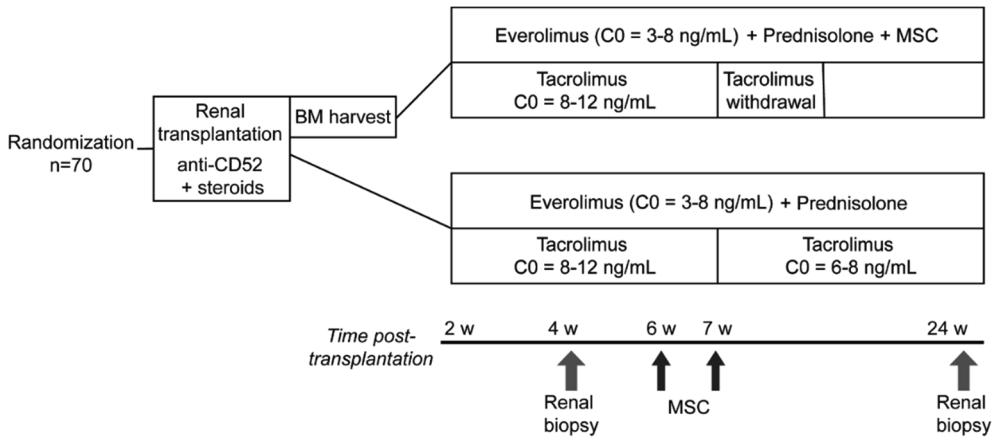 Randomization
n=70
Renal
transplantation
anti-CD52
+ steroids
BM harvest
Everolimus (C0 = 3-8 ng/mL) + Prednisolone + MSC
Tacrolimus
C0 = 8-12 ng/mL
Tacrolimus
withdrawal
Everolimus (C0 = 3-8 ng/mL) + Prednisolone
Tacrolimus
C0 = 8-12 ng/mL
Tacrolimus
C0 = 6-8 ng/mL
Time post-
transplantation
2 w
4 w
6 w
7 w
24 w
Renal
biopsy
MSC
Renal
biopsy